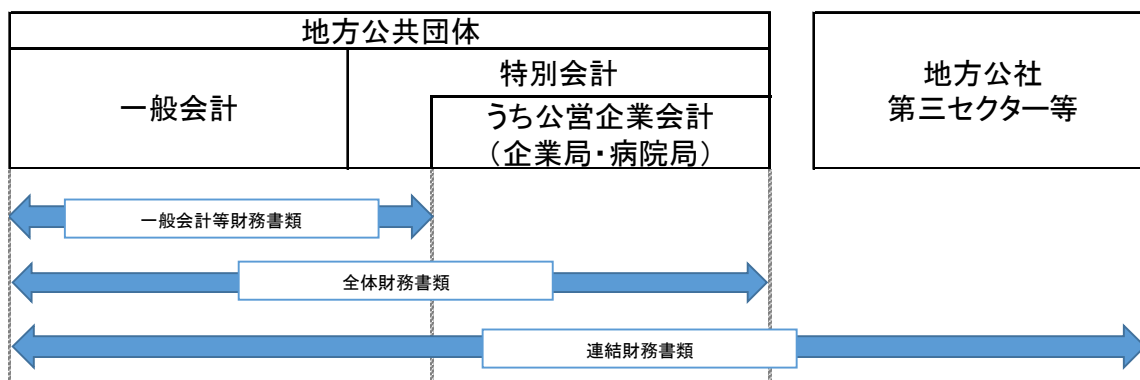 地方公共団体
一般会計
特別会計
うち公営企業会計
（企業局・病院局）
地方公社
第三セクター等
一般会計等財務書類
全体財務書類
連結財務書類